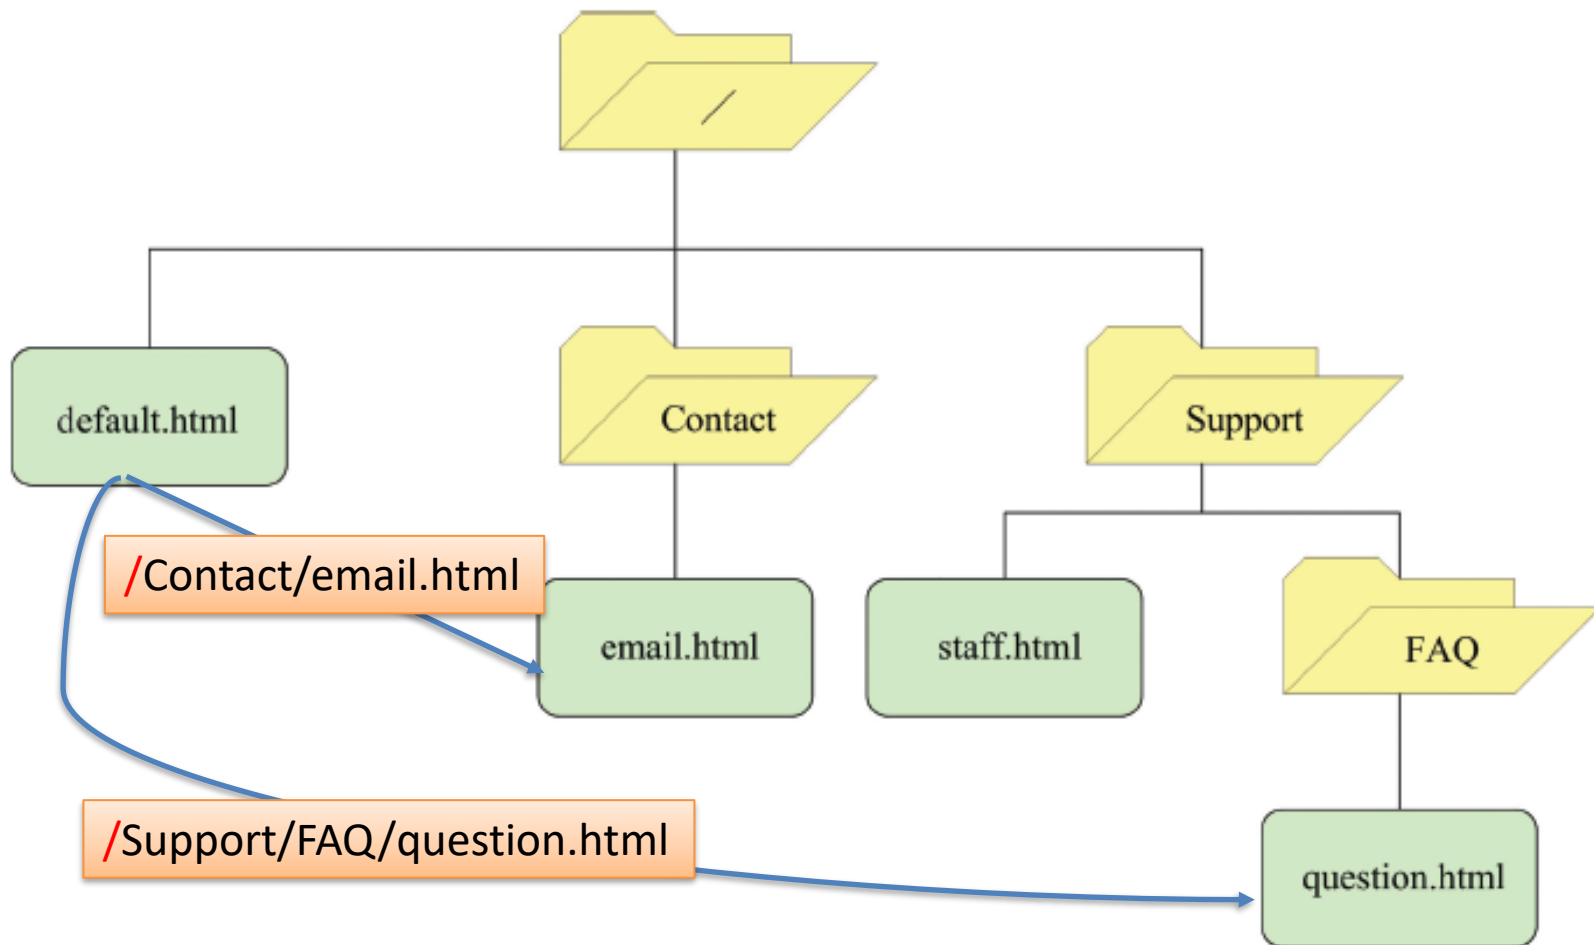 /
default.html
Contact
Support
/Contact/email.html
email.html
staff.html
FAQ
/Support/FAQ/question.html
question.html